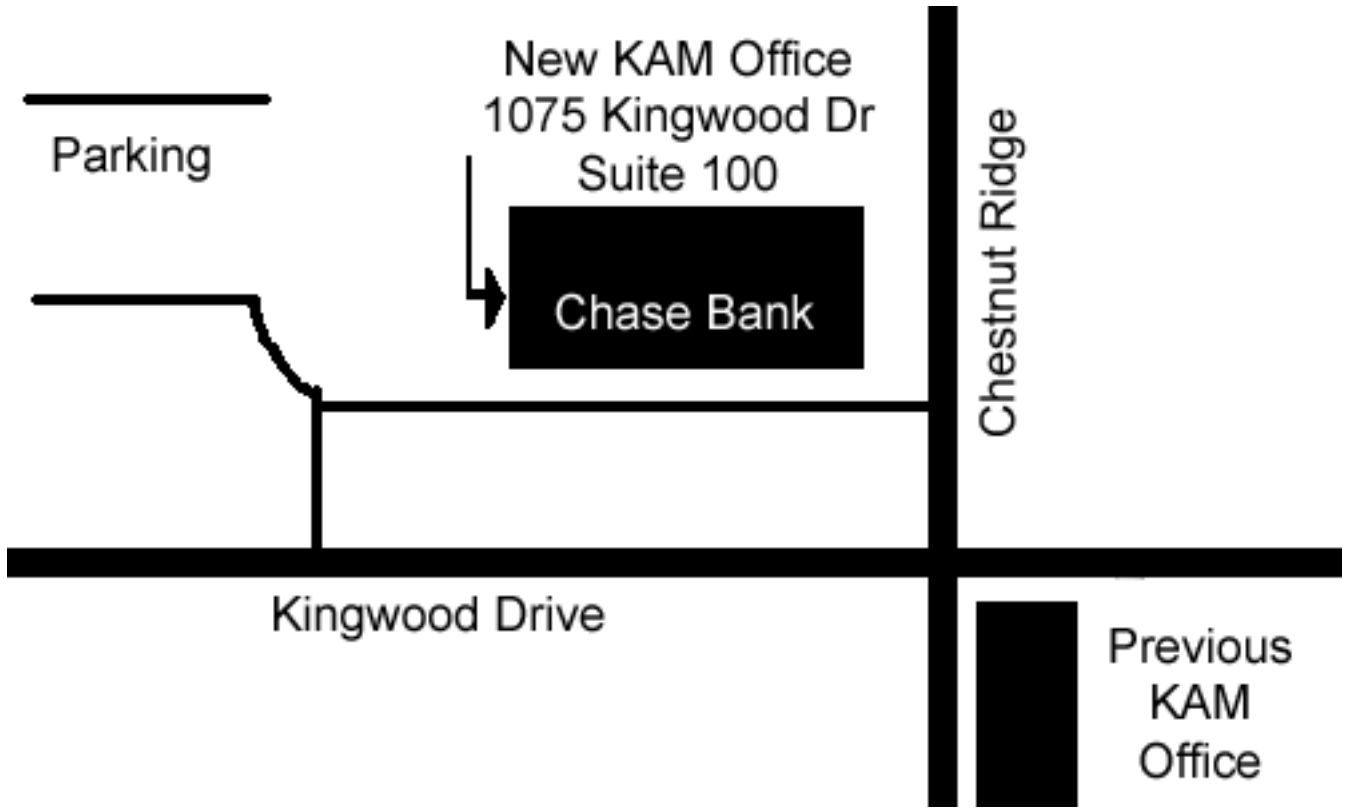 New KAM Office
1075 Kingwood Dr
Suite 100
Parking
Chase Bank
Chestnut Ridge
Kingwood Drive
Previous
KAM
Office